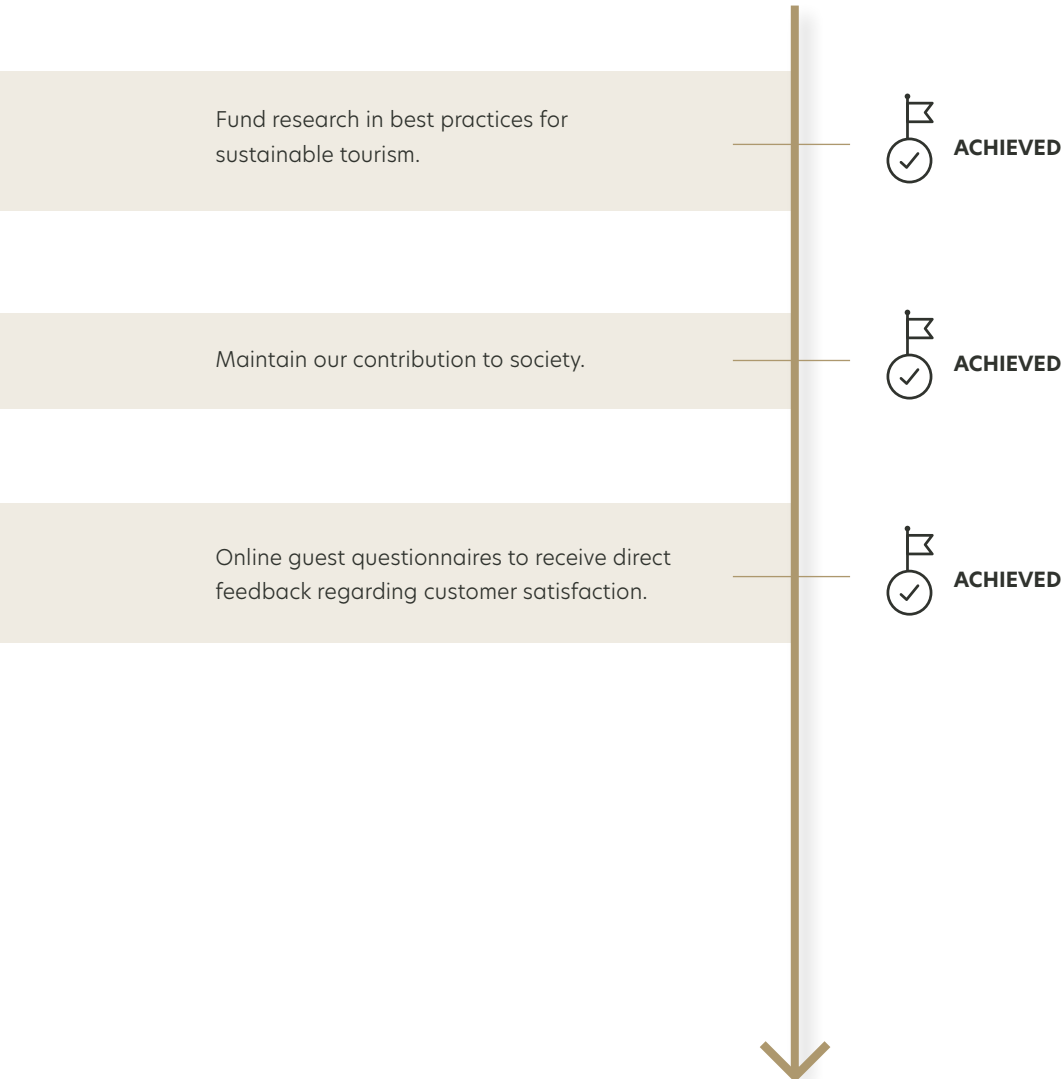 Fund research in best practices for
sustainable tourism.
ACHIEVED
Maintain our contribution to society.
ACHIEVED
Online guest questionnaires to receive direct
feedback regarding customer satisfaction.
ACHIEVED